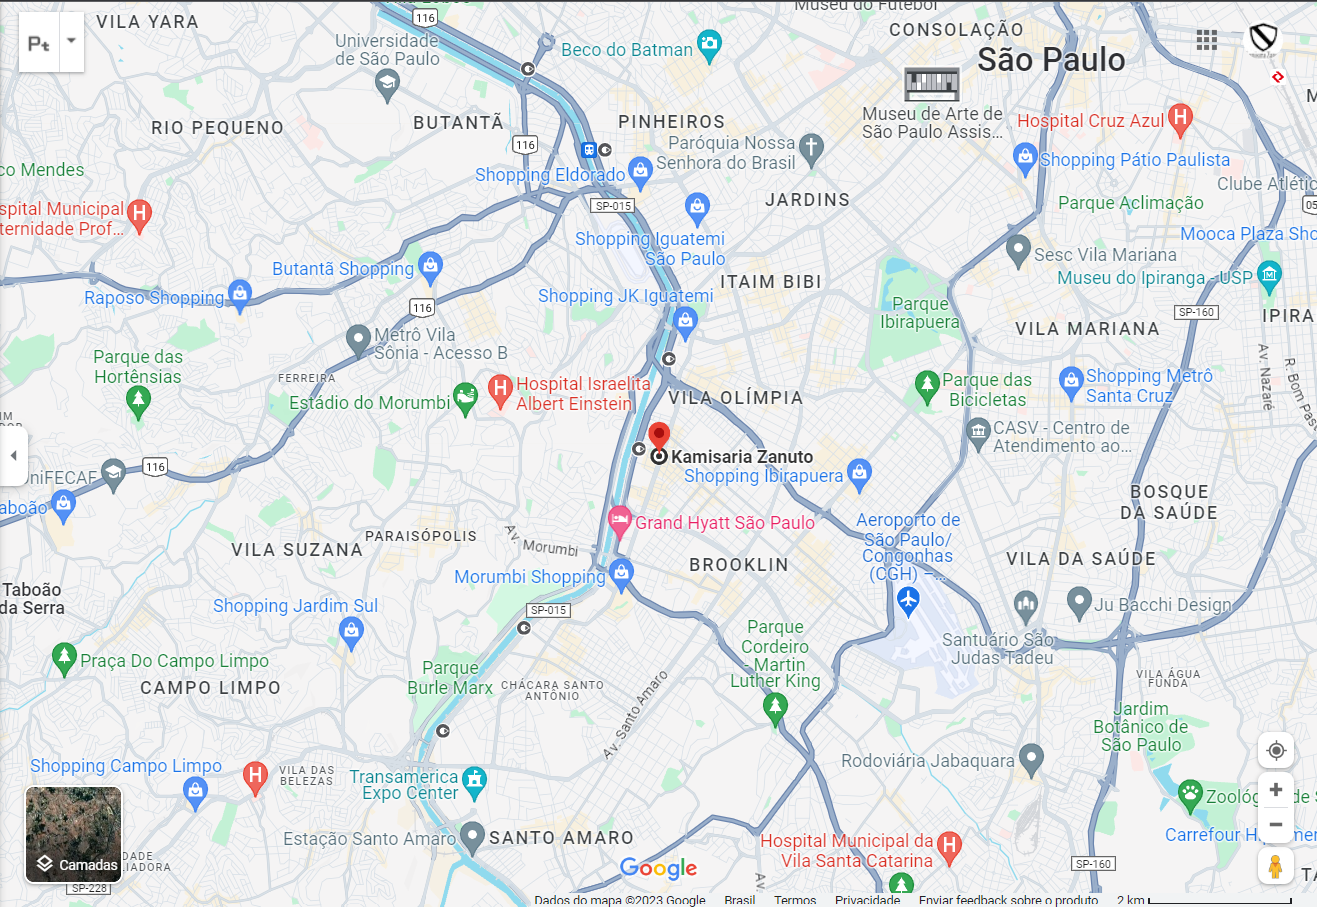 Museu do Futebol
VILA YARA
116
CONSOLAÇÃO
São Paulo
Pt
Universidade
de São Paulo
Beco do Batman
Museu de Arte de
São Paulo Assis...
Hospital Cruz Azul
RIO PEQUENO
BUTANTÃ
PINHEIROS
116
Paróquia Nossa
Senhora do Brasil
Shopping Pátio Paulista
co Mendes
Shopping Eldorado
Clube Atlétic
spital Municipal
ternidade Prof...
SP-015
JARDINS
Parque Aclimação
05
Shopping Iguatemi
São Paulo
Mooca Plaza Sho
Sesc Vila Mariana
Butantã Shopping
ITAIM BIBI
Museu do Ipiranga - USP
Raposo Shopping
Shopping JK Iguatemi
116
Parque
Ibirapuera
SP-160
IPIRA
VILA MARIANA
Metrô Vila
Sônia - Acesso B
Parque das
Hortênsias
FERREIRA
Av. Nazaré
R. Bom Past
Hospital Israelita
Albert Einstein
Estádio do Morumbi
VILA OLÍMPIA
Parque das
Bicicletas
Shopping Metrô
Santa Cruz
CASV - Centro de
Atendimento ao...
Kamisaria Zanuto
116
UniFECAF
Shopping Ibirapuera
aboão
BOSQUE
DA SAÚDE
Grand Hyatt São Paulo
Aeroporto de
São Paulo/
Congonhas
(CGH) –...
Av. Morumbi
PARAISÓPOLIS
VILA SUZANA
BROOKLIN
VILA DA SAÚDE
Morumbi Shopping
Taboão
da Serra
Shopping Jardim Sul
SP-015
Ju Bacchi Design
Parque
Cordeiro
- Martin
Luther King
Santuário São
Judas Tadeu
Praça Do Campo Limpo
CAMPO LIMPO
Parque
Burle Marx
CHÁCARA SANTO
ANTÔNIO
VILA ÁGUA
FUNDA
Av. Santo Amaro
Jardim
Botânico de
São Paulo
Shopping Campo Limpo
VILA DAS
BELEZAS
Transamerica
Expo Center
Rodoviária Jabaquara
Zoológ
de S
Estação Santo Amaro
SANTO AMARO
Hospital Municipal da
Vila Santa Catarina
Carrefour H
mer
Camadas
DADE
LIADORA
SP-228
Google
SP-160
TA
Av
Dados do mapa ©2023 Google
Brasil
Termos
Privacidade
Enviar feedback sobre o produto
2 km